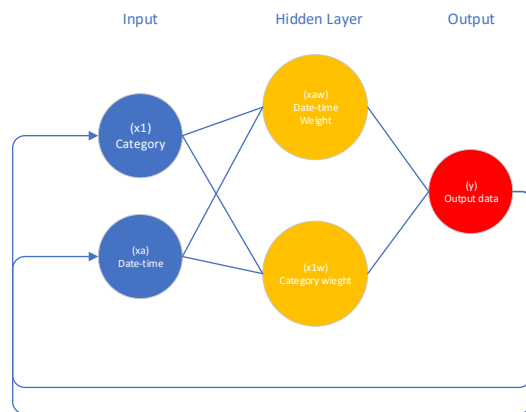 Input
Hidden Layer
Output
(x1)
Category
(xa)
Date-time
(xaw)
Date-time
Weight
(x1w)
Category wieght
(y)
Output data